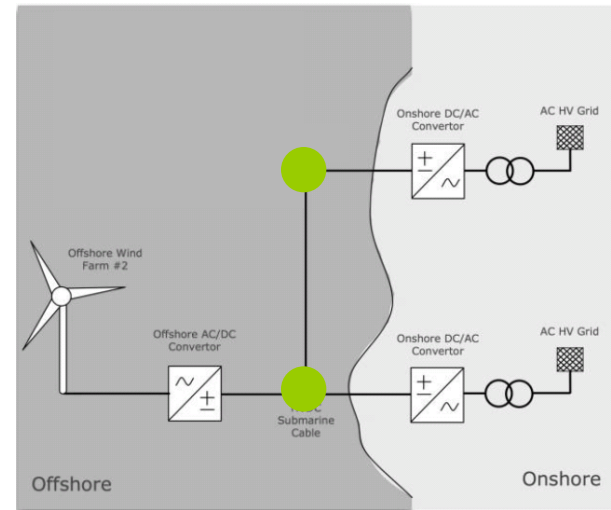 Onshore DC/AC
Convertor
AC HV Grid
Offshore Wind
Farm #2
Offshore AC/DC
Convertor
Onshore DC/AC
Convertor
AC HV Grid
Submarine
Cable
Offshore
Onshore